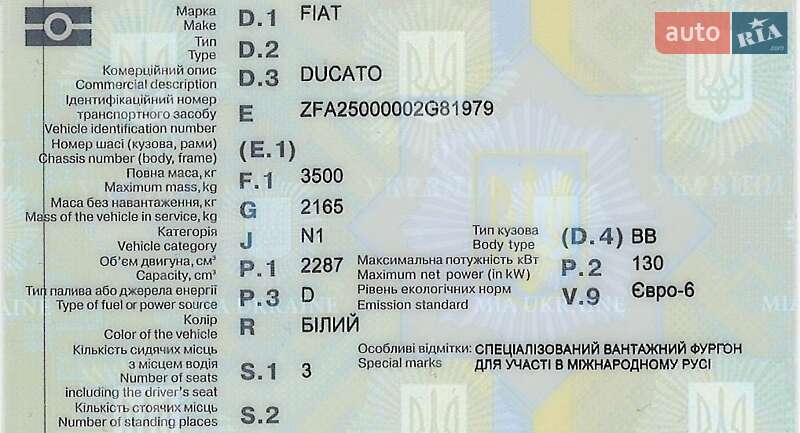 Марка
Make D.1 FIAT
Тип
Type D.2
Комерційний опис
Commercial description D.3 DUCATO
Ідентифікаційний номер
транспортного засобу
Vehicle identification number E ZFA25000002G81979
Номер шасі (кузова, рами)
Chassis number (body, frame) (E.1)
Повна маса, кг
Maximum mass, kg F.1 3500
Маса без навантаження, кг
Mass of the vehicle in service, kg G 2165
Категорія
Vehicle category J N1
Тип кузова
Body type (D.4) BB
Об'єм двигуна, см³
Capacity, cm³ P.1 2287
Максимальна потужність кВт
Maximum net power (in kW) P.2 130
Тип палива або джерела енергії
Type of fuel or power source P.3 D
Рівень екологічних норм
Emission standard V.9 Євро-6
Колір
Color of the vehicle R БІЛИЙ
Кількість сидячих місць
з місцем водія
Number of seats
including the driver's seat S.1 3
Особливі відмітки: СПЕЦІАЛІЗОВАНИЙ ВАНТАЖНИЙ ФУРГОН
Special marks ДЛЯ УЧАСТІ В МІЖНАРОДНОМУ РУСІ
Кількість стоячих місць
Number of standing places S.2
auto RIA .com
УКРАЇНА
MIA UKRAINE